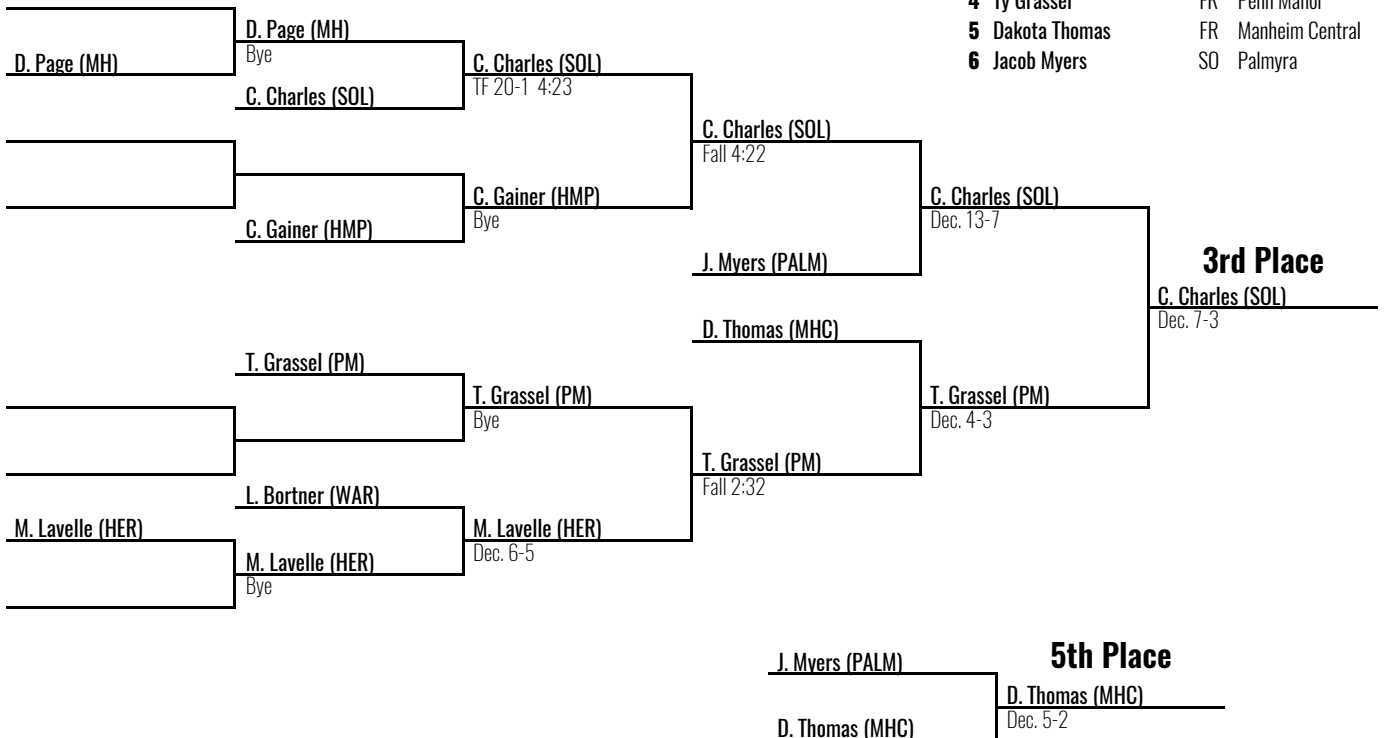 4 Ty Grassel FR Penn Manor
5 Dakota Thomas FR Manheim Central
6 Jacob Myers SO Palmyra
D. Page (MH)
D. Page (MH)
Bye
C. Charles (SOL)
C. Charles (SOL)
TF 20-1 4:23
C. Gainer (HMP)
C. Gainer (HMP)
Bye
C. Charles (SOL)
Fall 4:22
J. Myers (PALM)
C. Charles (SOL)
Dec. 13-7
3rd Place
C. Charles (SOL)
Dec. 7-3
D. Thomas (MHC)
T. Grassel (PM)
T. Grassel (PM)
Bye
T. Grassel (PM)
Dec. 4-3
T. Grassel (PM)
Fall 2:32
L. Bortner (WAR)
M. Lavelle (HER)
M. Lavelle (HER)
Bye
M. Lavelle (HER)
Dec. 6-5
5th Place
J. Myers (PALM)
D. Thomas (MHC)
D. Thomas (MHC)
Dec. 5-2